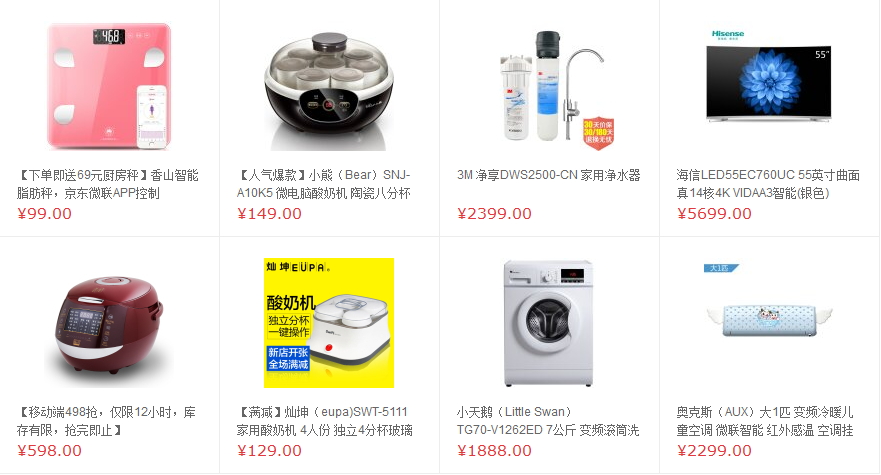 46.8
Hisense
55"
30天价保
30/180天
退换无忧
【下单即送69元厨房秤】香山智能
脂肪秤，京东微联APP控制
¥99.00
【人气爆款】小熊（Bear）SNJ-
A10K5 微电脑酸奶机 陶瓷八分杯
¥149.00
3M 净享DWS2500-CN 家用净水器
¥2399.00
海信LED55EC760UC 55英寸曲面
真14核4K VIDAA3智能(银色)
¥5699.00
灿坤 EUPA
酸奶机
独立分杯
一键操作
新店开张
全场满减
大1匹
【移动端498抢，仅限12小时，库
存有限，抢完即止】
¥598.00
【满减】灿坤（eupa)SWT-5111
家用酸奶机 4人份 独立4分杯玻璃
¥129.00
小天鹅（Little Swan）
TG70-V1262ED 7公斤 变频滚筒洗
¥1888.00
奥克斯（AUX）大1匹 变频冷暖儿
童空调 微联智能 红外感温 空调挂
¥2299.00